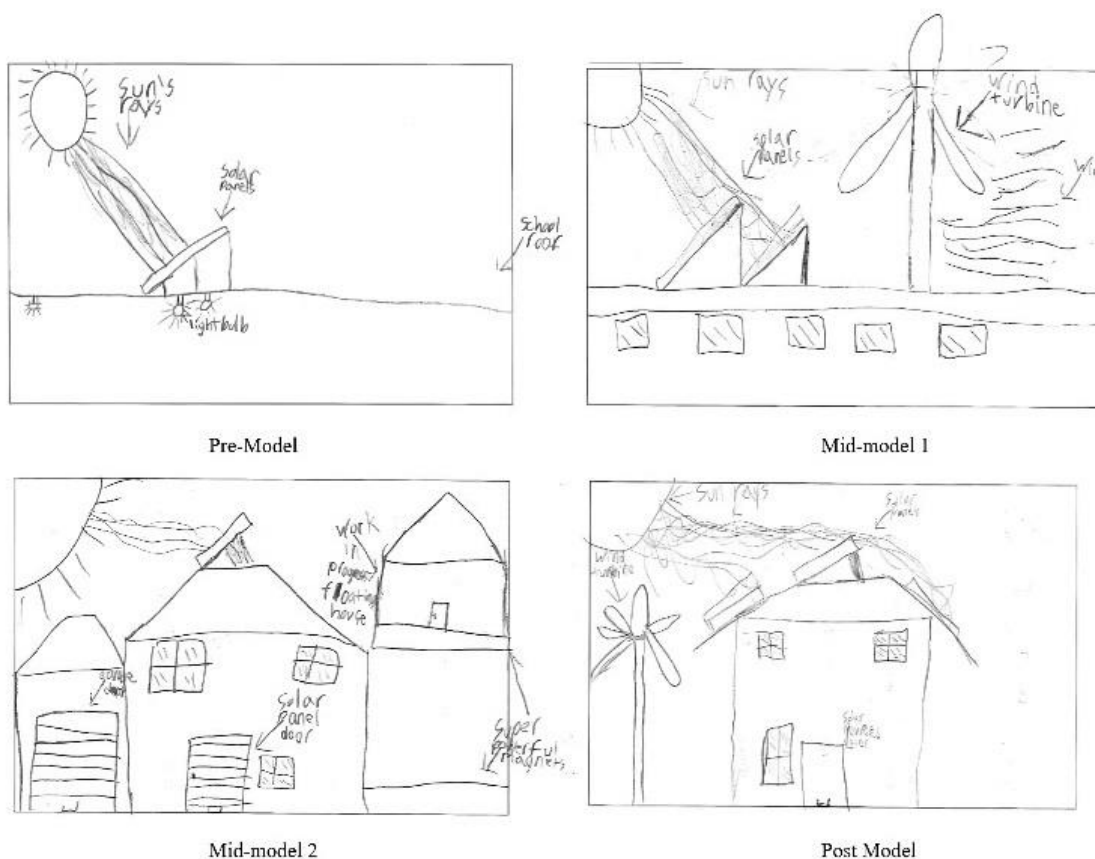 Sun's
rays
Solar
panels
School
roof
lightbulb
Pre-Model
Sun rays
Solar
panels
Wind
turbine
Mid-model 1
Work
in
progress
floating
house
garage
Solar
panel
door
Super
magnets
Mid-model 2
Sun rays
Solar
panels
Wind
turbine
Post Model